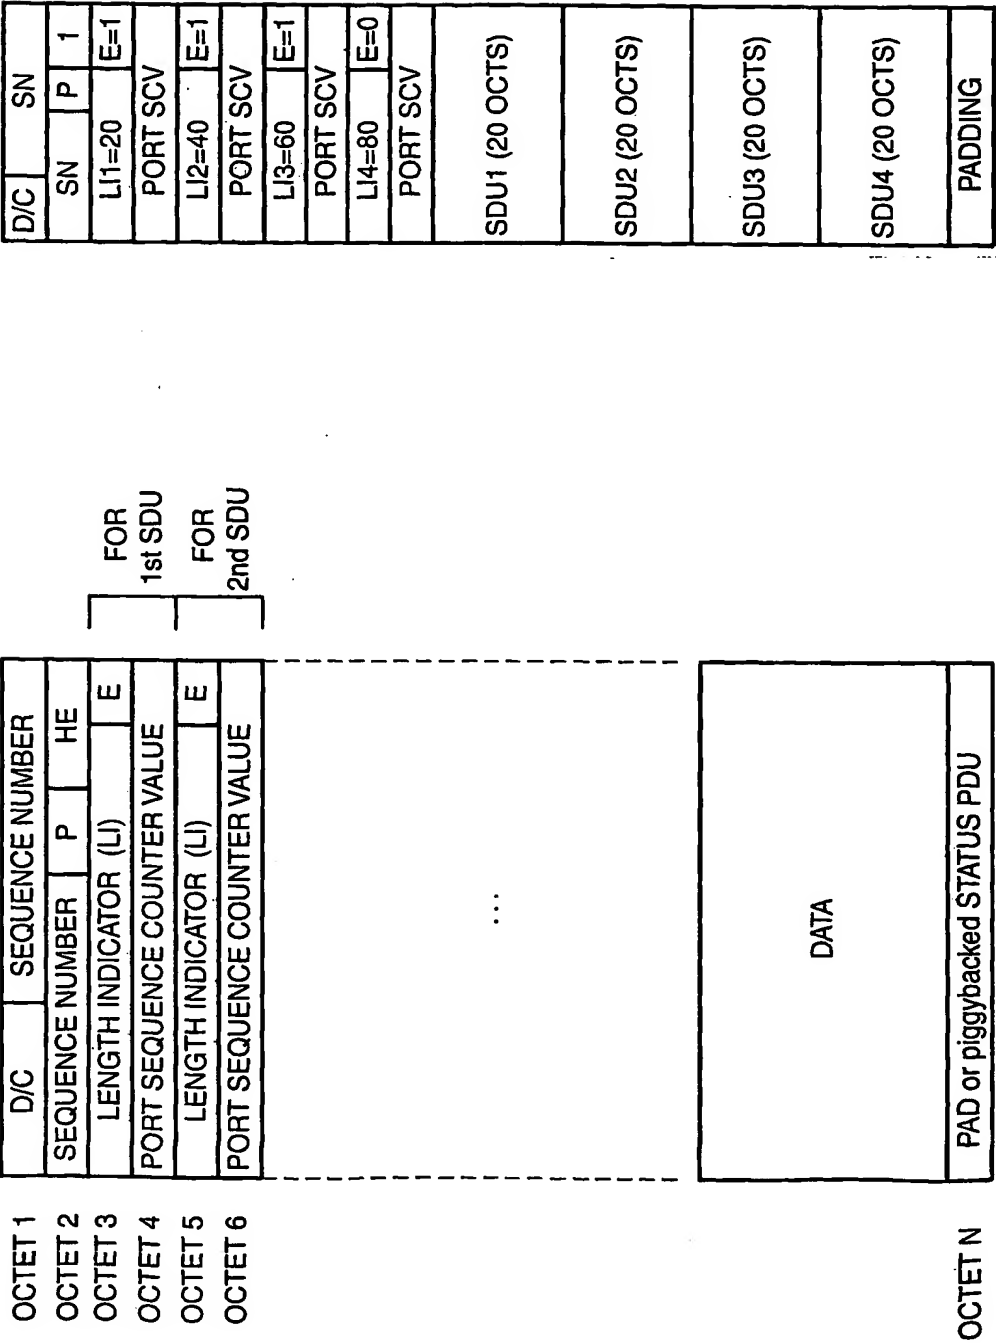 OCTET 1 D/C SEQUENCE NUMBER
OCTET 2 SEQUENCE NUMBER P HE
OCTET 3 LENGTH INDICATOR (LI) E
FOR
1st SDU
OCTET 4 PORT SEQUENCE COUNTER VALUE
OCTET 5 LENGTH INDICATOR (LI) E
FOR
2nd SDU
OCTET 6 PORT SEQUENCE COUNTER VALUE
...
DATA
OCTET N PAD or piggybacked STATUS PDU
D/C SN
SN P 1
LI1=20 E=1
PORT SCV
LI2=40 E=1
PORT SCV
LI3=60 E=1
PORT SCV
LI4=80 E=0
PORT SCV
SDU1 (20 OCTS)
SDU2 (20 OCTS)
SDU3 (20 OCTS)
SDU4 (20 OCTS)
PADDING